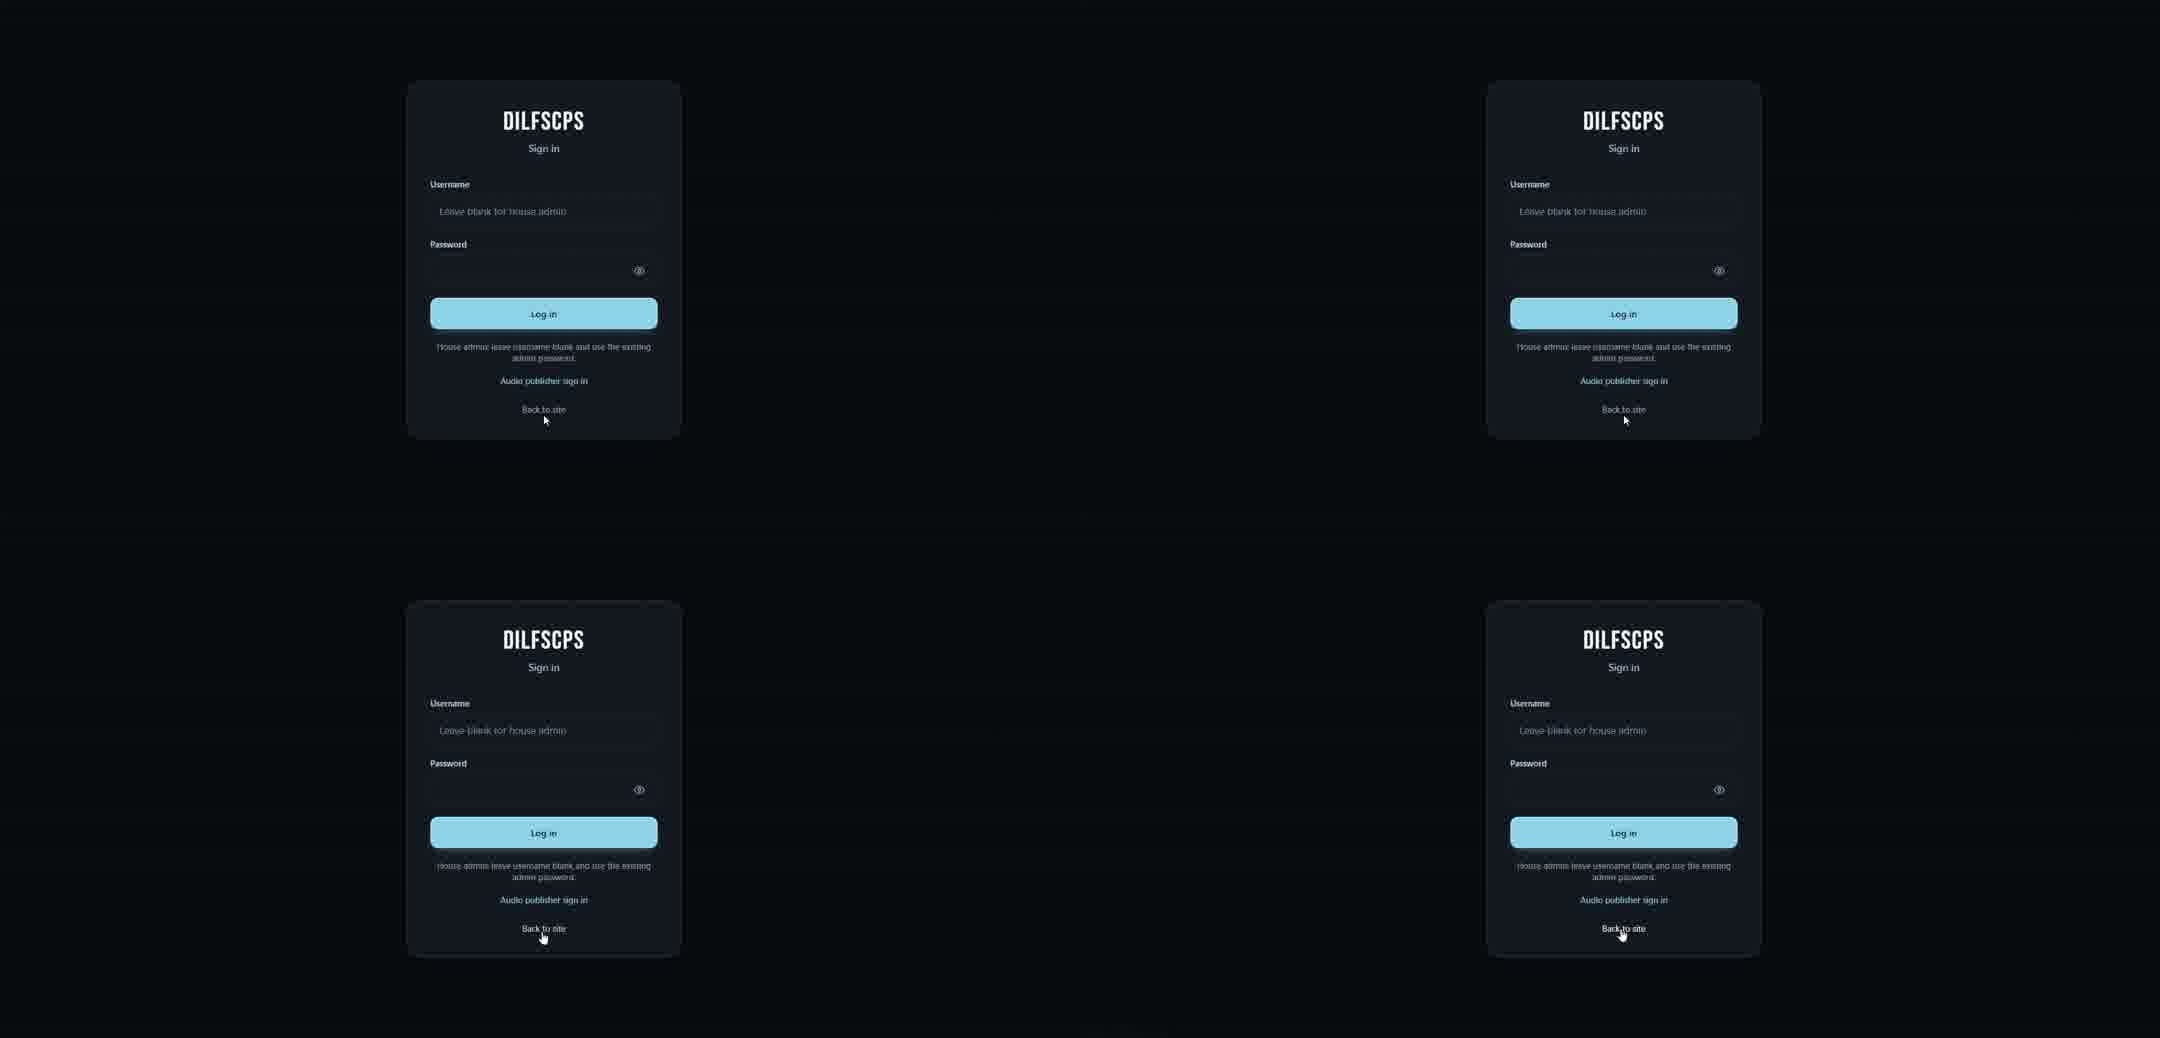 DILFSCPS
Sign in
Username
Leave blank for house admin
Password
Log in
House admin: leave username blank and use the existing
admin password.
Audio publisher sign in
Back to site
DILFSCPS
Sign in
Username
Leave blank for house admin
Password
Log in
House admin: leave username blank and use the existing
admin password.
Audio publisher sign in
Back to site
DILFSCPS
Sign in
Username
Leave blank for house admin
Password
Log in
House admin: leave username blank and use the existing
admin password.
Audio publisher sign in
Back to site
DILFSCPS
Sign in
Username
Leave blank for house admin
Password
Log in
House admin: leave username blank and use the existing
admin password.
Audio publisher sign in
Back to site